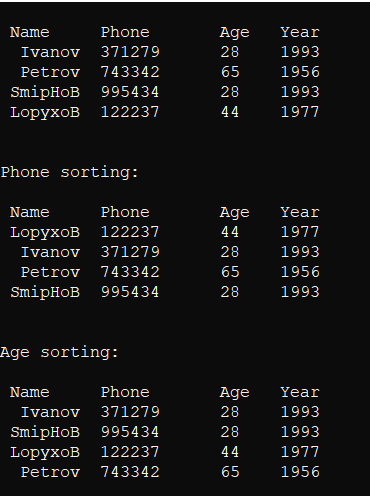 Name Phone Age Year
Ivanov 371279 28 1993
Petrov 743342 65 1956
SmipHoB 995434 28 1993
LopyxoB 122237 44 1977
Phone sorting:
Name Phone Age Year
LopyxoB 122237 44 1977
Ivanov 371279 28 1993
Petrov 743342 65 1956
SmipHoB 995434 28 1993
Age sorting:
Name Phone Age Year
Ivanov 371279 28 1993
SmipHoB 995434 28 1993
LopyxoB 122237 44 1977
Petrov 743342 65 1956